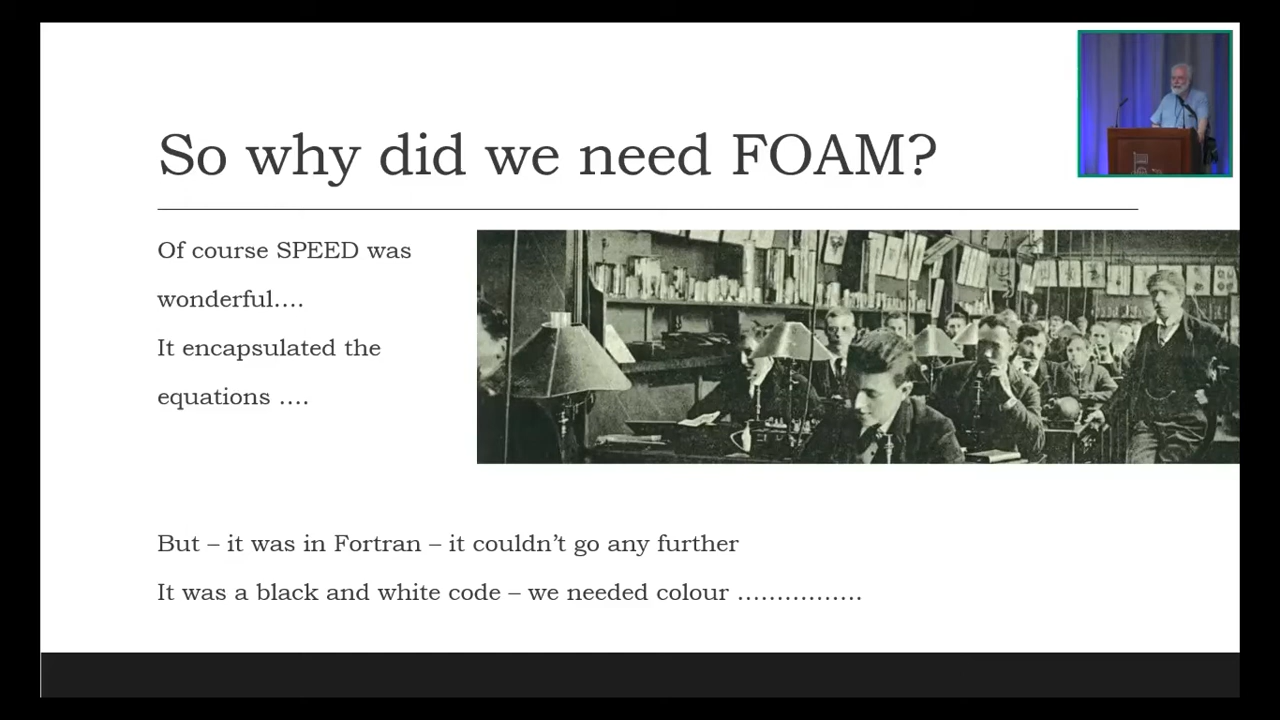 So why did we need FOAM?
Of course SPEED was
wonderful….
It encapsulated the
equations ….
But – it was in Fortran – it couldn’t go any further
It was a black and white code – we needed colour …………….